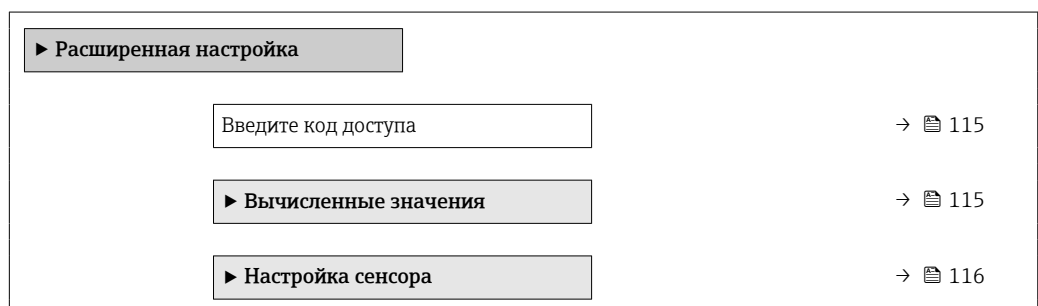 ▶ Расширенная настройка
Введите код доступа → 115
▶ Вычисленные значения → 115
▶ Настройка сенсора → 116